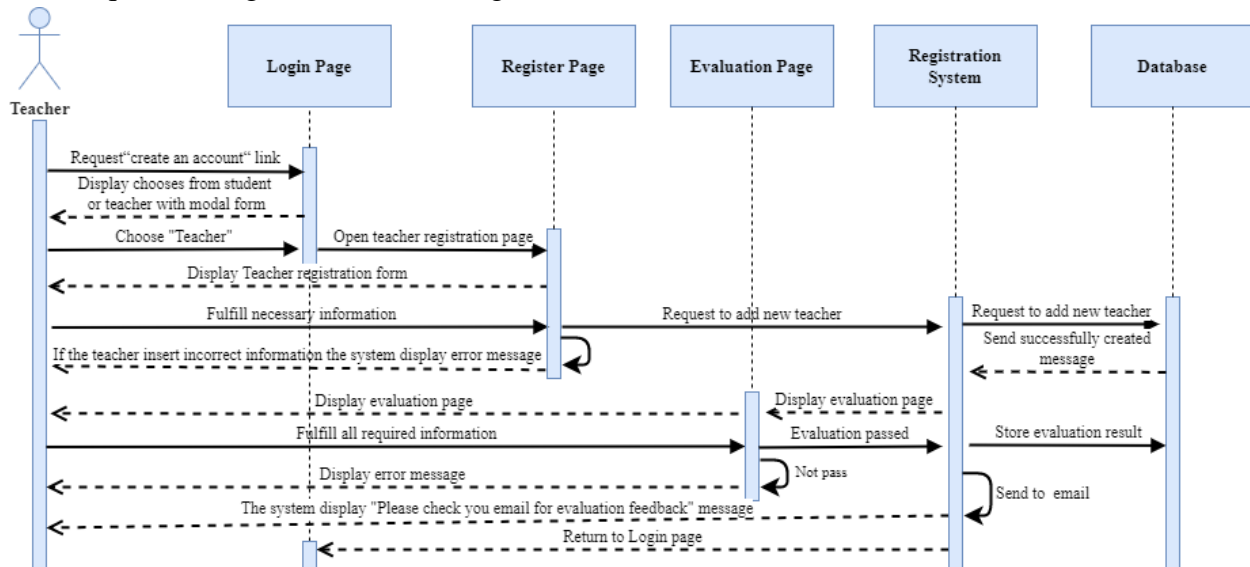 Login Page
Register Page
Evaluation Page
Registration
System
Database
Teacher
Request“create an account“ link
Display chooses from student
or teacher with modal form
Choose "Teacher"
Open teacher registration page
Display Teacher registration form
Fulfill necessary information
Request to add new teacher
Request to add new teacher
Send successfully created
message
If the teacher insert incorrect information the system display error message
Display evaluation page
Display evaluation page
Fulfill all required information
Evaluation passed
Store evaluation result
Not pass
Display error message
Send to email
The system display "Please check you email for evaluation feedback" message
Return to Login page